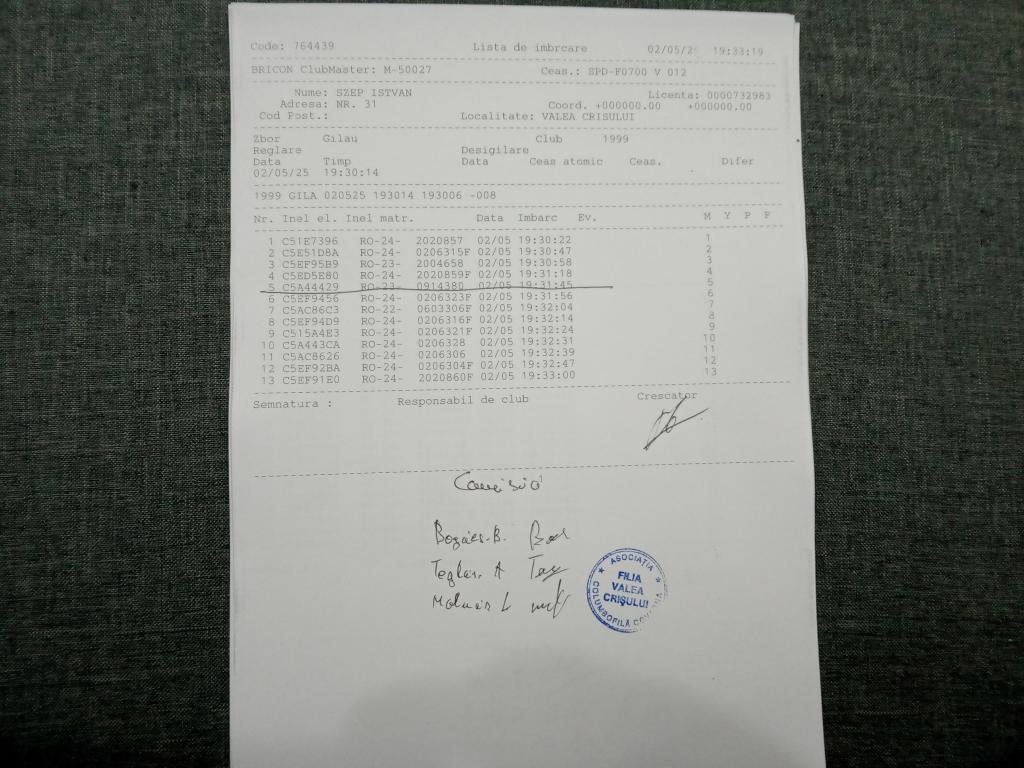 Code: 764439 Lista de imbrcare 02/05/25 19:33:19
BRICON ClubMaster: M-50027 Ceas.: SPD-F0700 V 012
Nume: SZEP ISTVAN Licenta: 0000732983
Adresa: NR. 31 Coord. +000000.00 +000000.00
Cod Post.: Localitate: VALEA CRISULUI
Zbor Gilau Club 1999
Reglare Desigilare
Data Timp Data Ceas atomic Ceas. Difer
02/05/25 19:30:14
1999 GILA 020525 193014 193006 -008
Nr. Inel el. Inel matr. Data Imbarc Ev. M Y P F
1 C51E7396 RO-24- 2020857 02/05 19:30:22 1
2 C5E51D8A RO-24- 0206315F 02/05 19:30:47 2
3 C5EF95B9 RO-23- 2004658 02/05 19:30:58 3
4 C5ED5E80 RO-24- 2020859F 02/05 19:31:18 4
5 C5A44429 RO-23- 0914380 02/05 19:31:45 5
6 C5EF9456 RO-24- 0206323F 02/05 19:31:56 6
7 C5AC86C3 RO-22- 0603306F 02/05 19:32:04 7
8 C5EF94D9 RO-24- 0206316F 02/05 19:32:14 8
9 C515A4E3 RO-24- 0206321F 02/05 19:32:24 9
10 C5A443CA RO-24- 0206328 02/05 19:32:31 10
11 C5AC8626 RO-24- 0206306 02/05 19:32:39 11
12 C5EF92BA RO-24- 0206304F 02/05 19:32:47 12
13 C5EF91E0 RO-24- 2020860F 02/05 19:33:00 13
Semnatura : Responsabil de club Crescator
B.
A
L
ASOCIAȚIA
COLUMBOFILĂ
FILIA
VALEA
CRIȘULUI